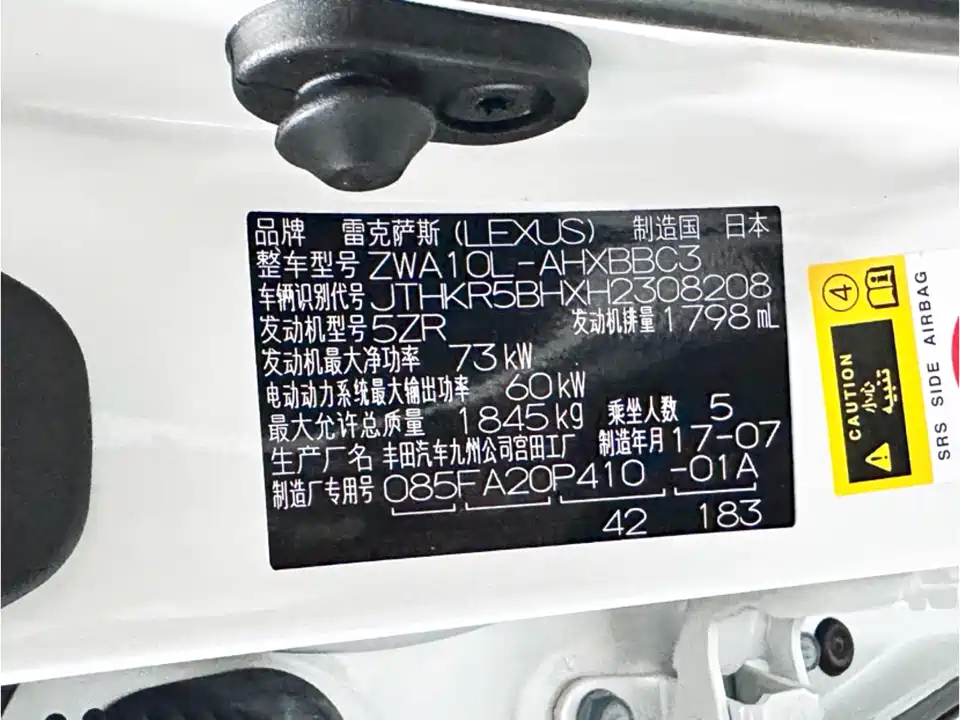 品牌 雷克萨斯(LEXUS) 制造国 日本
整车型号 ZWA10L-AHXBBC3
车辆识别代号 JTHKR5BHXH2308208
发动机型号 5ZR 发动机排量 1798 mL
发动机最大净功率 73 kW
电动动力系统最大输出功率 60 kW
最大允许总质量 1845 kg 乘坐人数 5
生产厂名 丰田汽车九州公司宫田工厂 制造年月 17-07
制造厂专用号 085FA20P410 -01A
42 183
4
CAUTION
小心
تنبيه
SRS SIDE AIRBAG